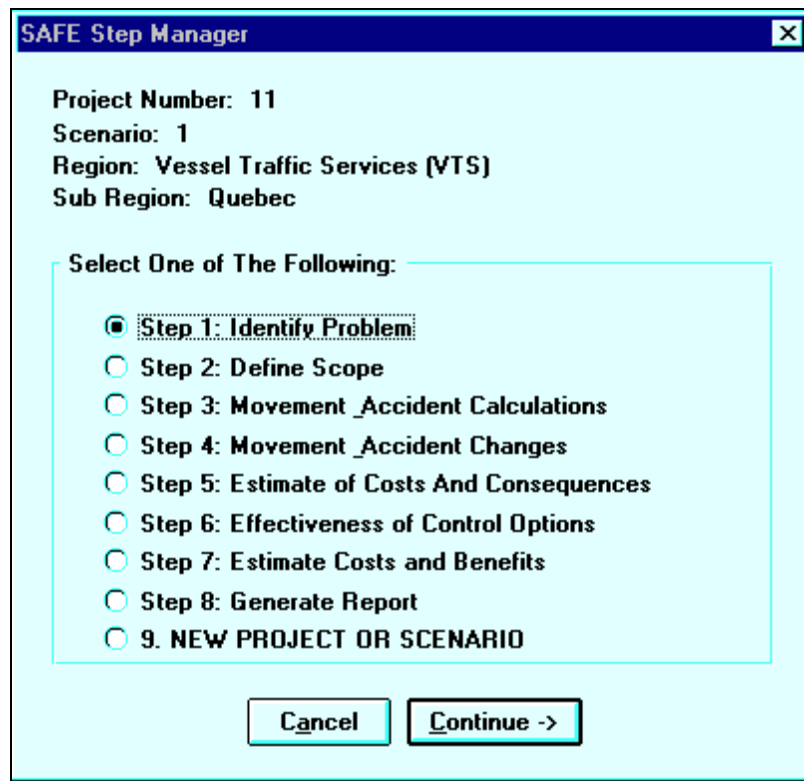 SAFE Step Manager
Project Number: 11
Scenario: 1
Region: Vessel Traffic Services (VTS)
Sub Region: Quebec
Select One of The Following:
Step 1: Identify Problem
Step 2: Define Scope
Step 3: Movement _Accident Calculations
Step 4: Movement _Accident Changes
Step 5: Estimate of Costs And Consequences
Step 6: Effectiveness of Control Options
Step 7: Estimate Costs and Benefits
Step 8: Generate Report
9. NEW PROJECT OR SCENARIO
Cancel Continue ->